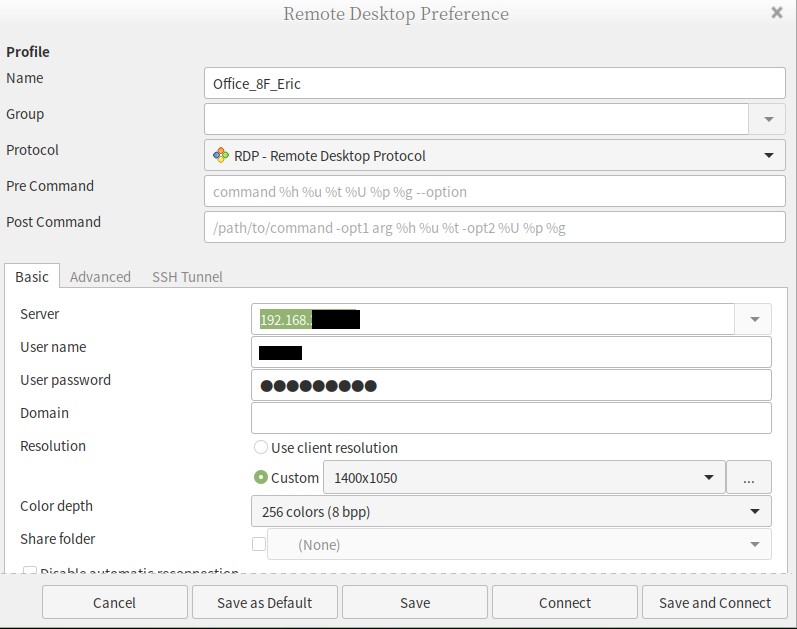 Remote Desktop Preference
Profile
Name
Office_8F_Eric
Group
Protocol
RDP - Remote Desktop Protocol
Pre Command
command %h %u %t %U %p %g --option
Post Command
/path/to/command -opt1 arg %h %u %t -opt2 %U %p %g
Basic Advanced SSH Tunnel
Server
192.168.
User name
User password
Domain
Resolution
Use client resolution
Custom 1400x1050 ...
Color depth
256 colors (8 bpp)
Share folder
(None)
Disable automatic reconnection
Cancel Save as Default Save Connect Save and Connect